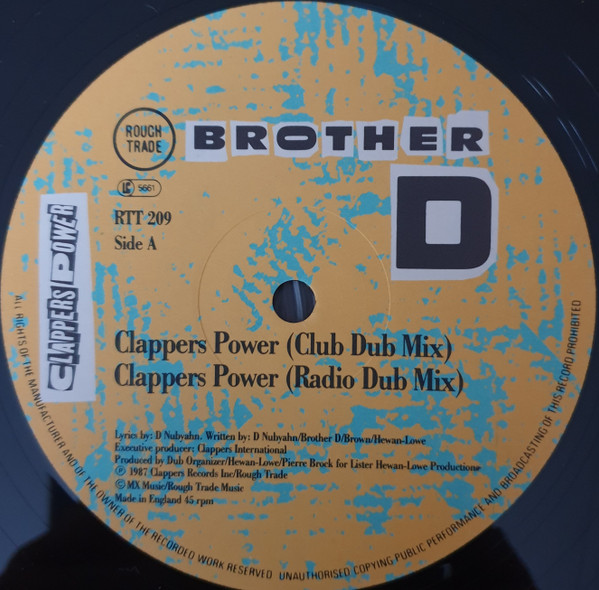 ROUGH
TRADE
BROTHER
D
LC 5661
RTT 209
Side A
CLAPPERS POWER
Clappers Power (Club Dub Mix)
Clappers Power (Radio Dub Mix)
Lyrics by: D Nubyahn. Written by: D Nubyahn/Brother D/Brown/Hewan-Lowe
Executive producer: Clappers International
Produced by Dub Organizer/Hewan-Lowe/Pierre Brock for Lister Hewan-Lowe Productions
℗ 1987 Clappers Records Inc/Rough Trade
© MX Music/Rough Trade Music
Made in England 45 rpm
ALL RIGHTS OF THE MANUFACTURER AND OF THE OWNER OF THE RECORDED WORK RESERVED UNAUTHORISED COPYING PUBLIC PERFORMANCE AND BROADCASTING OF THIS RECORD PROHIBITED